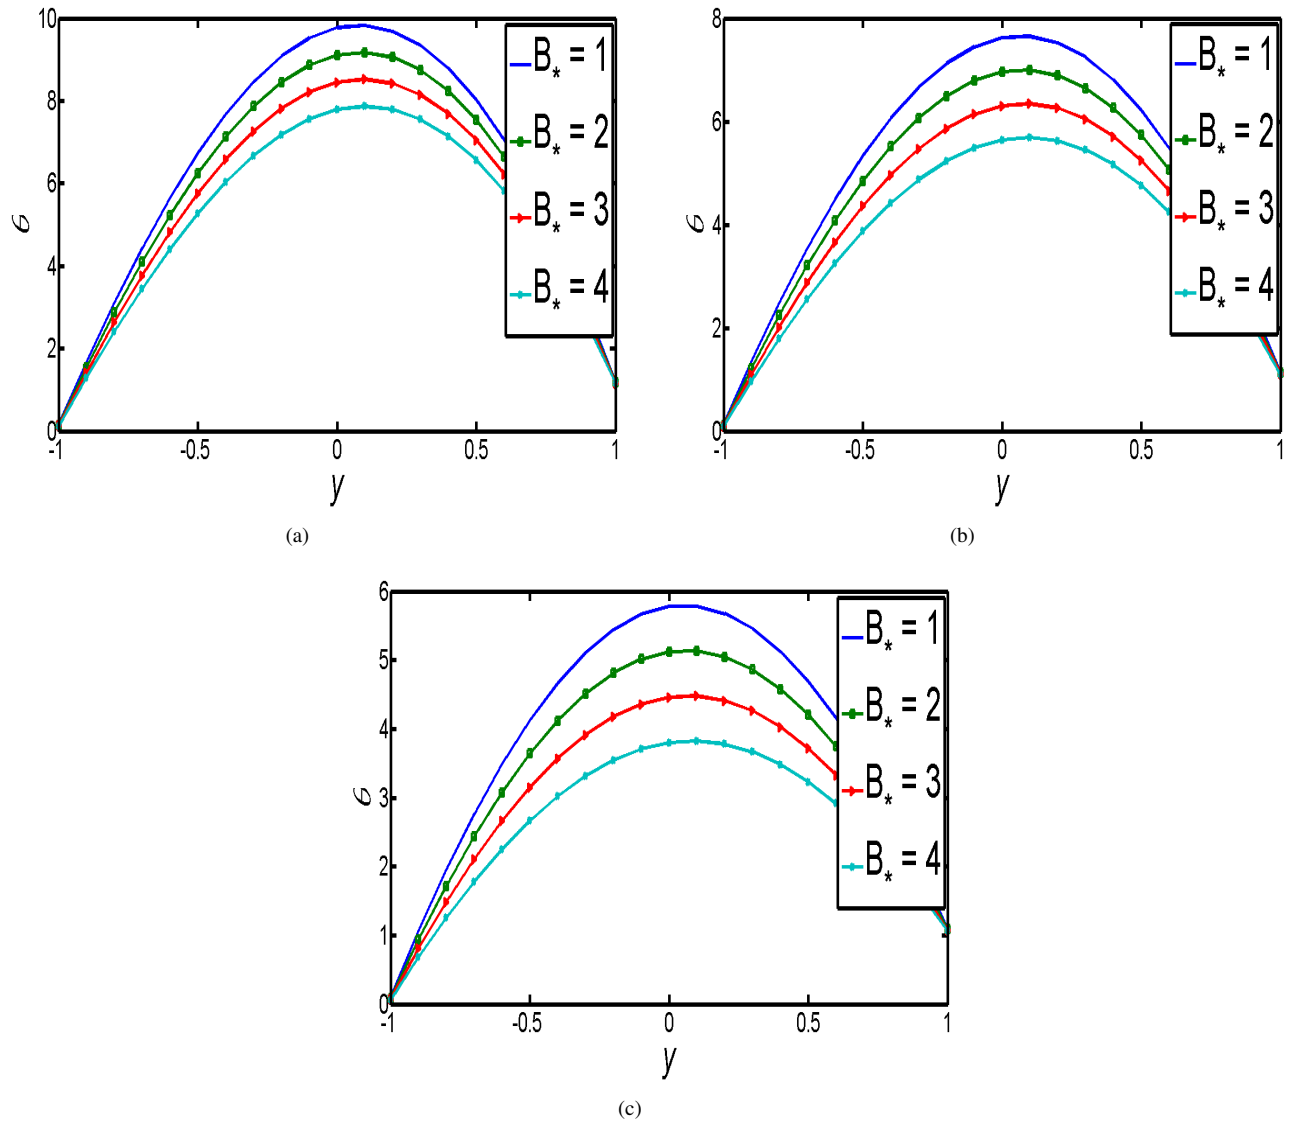 10
8
6
4
2
0
-1
-0.5
0
0.5
1
y
B* = 1
B* = 2
B* = 3
B* = 4
(a)
8
6
4
2
0
-1
-0.5
0
0.5
1
y
B* = 1
B* = 2
B* = 3
B* = 4
(b)
6
5
4
3
2
1
0
-1
-0.5
0
0.5
1
y
B* = 1
B* = 2
B* = 3
B* = 4
(c)